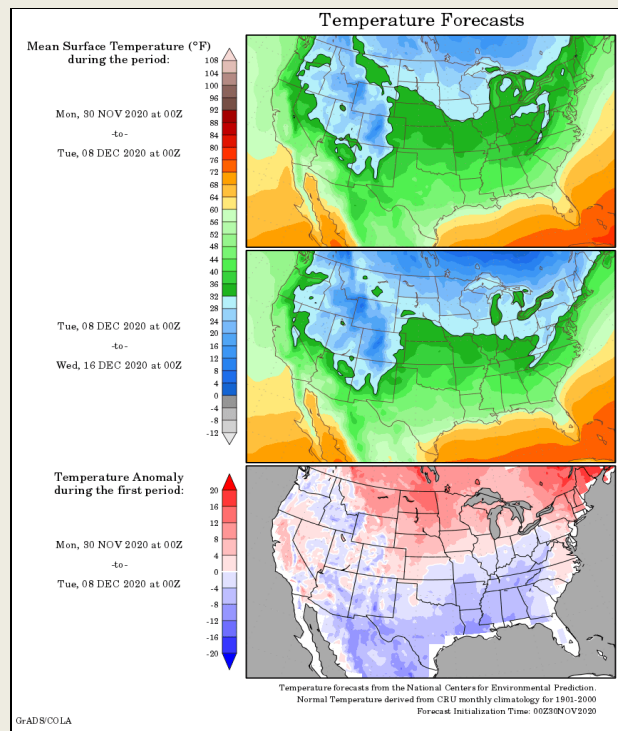 Temperature Forecasts
Mean Surface Temperature (°F)
during the period:
Mon, 30 NOV 2020 at 00Z
-to-
Tue, 08 DEC 2020 at 00Z
108
104
100
96
92
88
84
80
76
72
68
64
60
56
52
48
44
40
36
32
30
29
28
26
24
20
16
12
8
4
0
-4
-8
-12
Tue, 08 DEC 2020 at 00Z
-to-
Wed, 16 DEC 2020 at 00Z
Temperature Anomaly
during the first period:
Mon, 30 NOV 2020 at 00Z
-to-
Tue, 08 DEC 2020 at 00Z
20
16
12
8
4
0
-4
-8
-12
-16
-20
Temperature forecasts from the National Centers for Environmental Prediction.
Normal Temperature derived from CRU monthly climatology for 1901-2000
Forecast Initialization Time: 00Z30NOV2020
GrADS/COLA